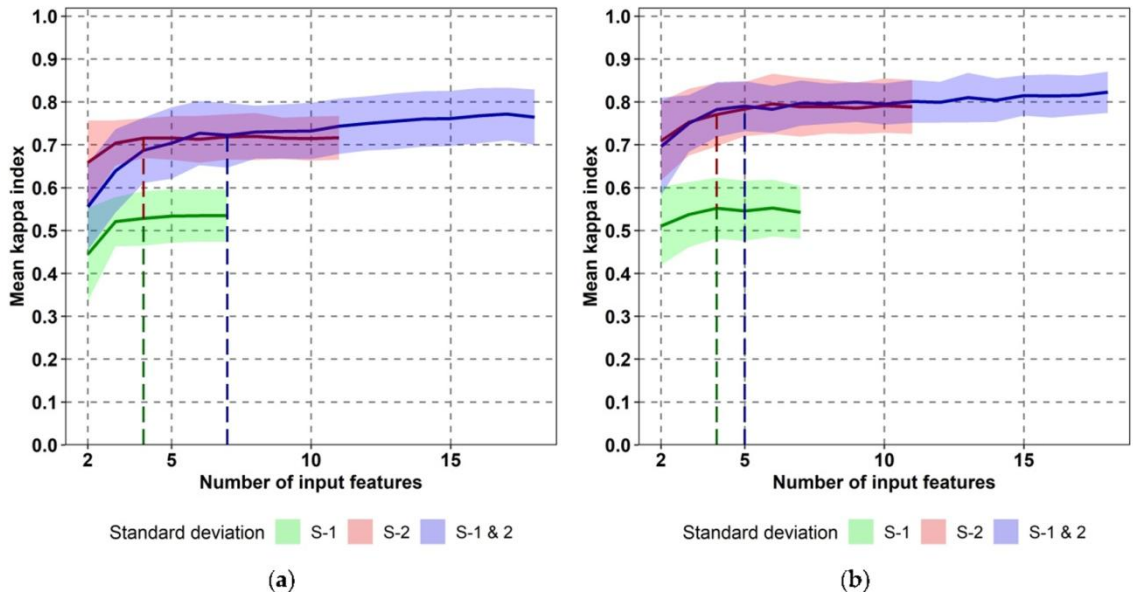 1.0
0.9
0.8
0.7
0.6
0.5
0.4
0.3
0.2
0.1
0.0
Mean kappa index
2 5 10 15
Number of input features
Standard deviation S-1 S-2 S-1 & 2
(a)
1.0
0.9
0.8
0.7
0.6
0.5
0.4
0.3
0.2
0.1
0.0
Mean kappa index
2 5 10 15
Number of input features
Standard deviation S-1 S-2 S-1 & 2
(b)